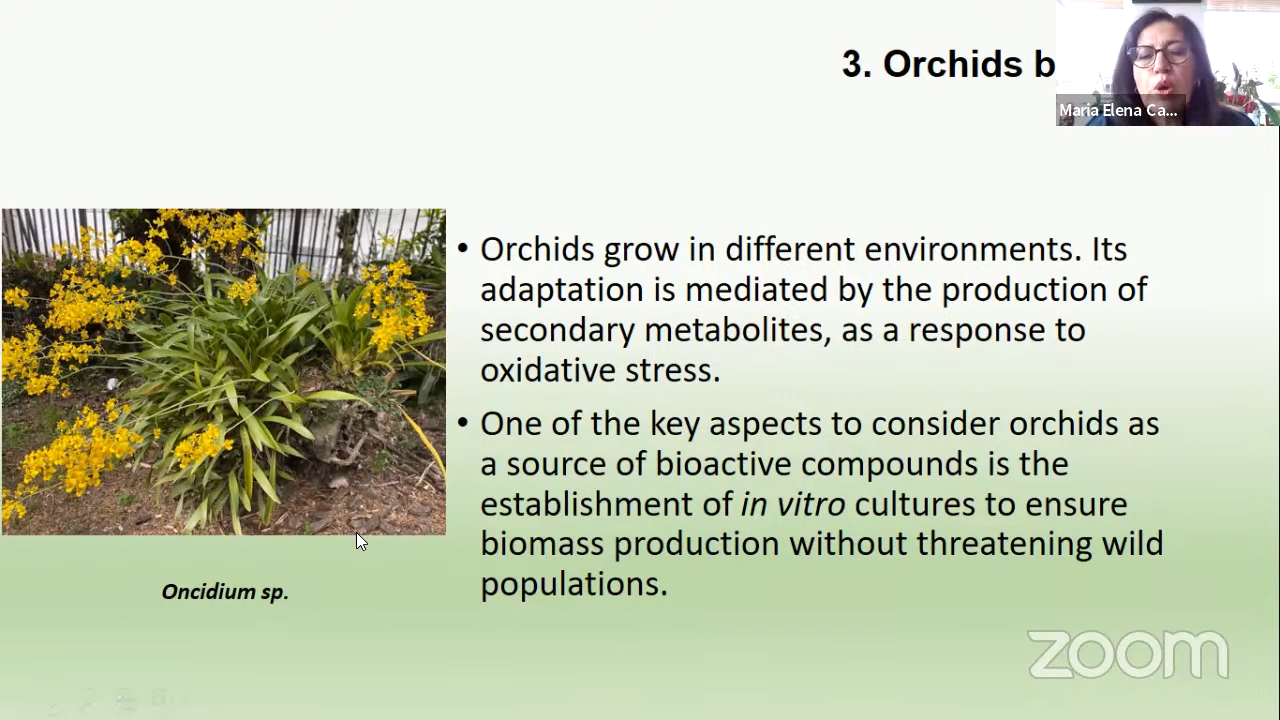 3. Orchids b
Maria Elena Ca...
• Orchids grow in different environments. Its
adaptation is mediated by the production of
secondary metabolites, as a response to
oxidative stress.
• One of the key aspects to consider orchids as
a source of bioactive compounds is the
establishment of in vitro cultures to ensure
biomass production without threatening wild
populations.
Oncidium sp.
zoom